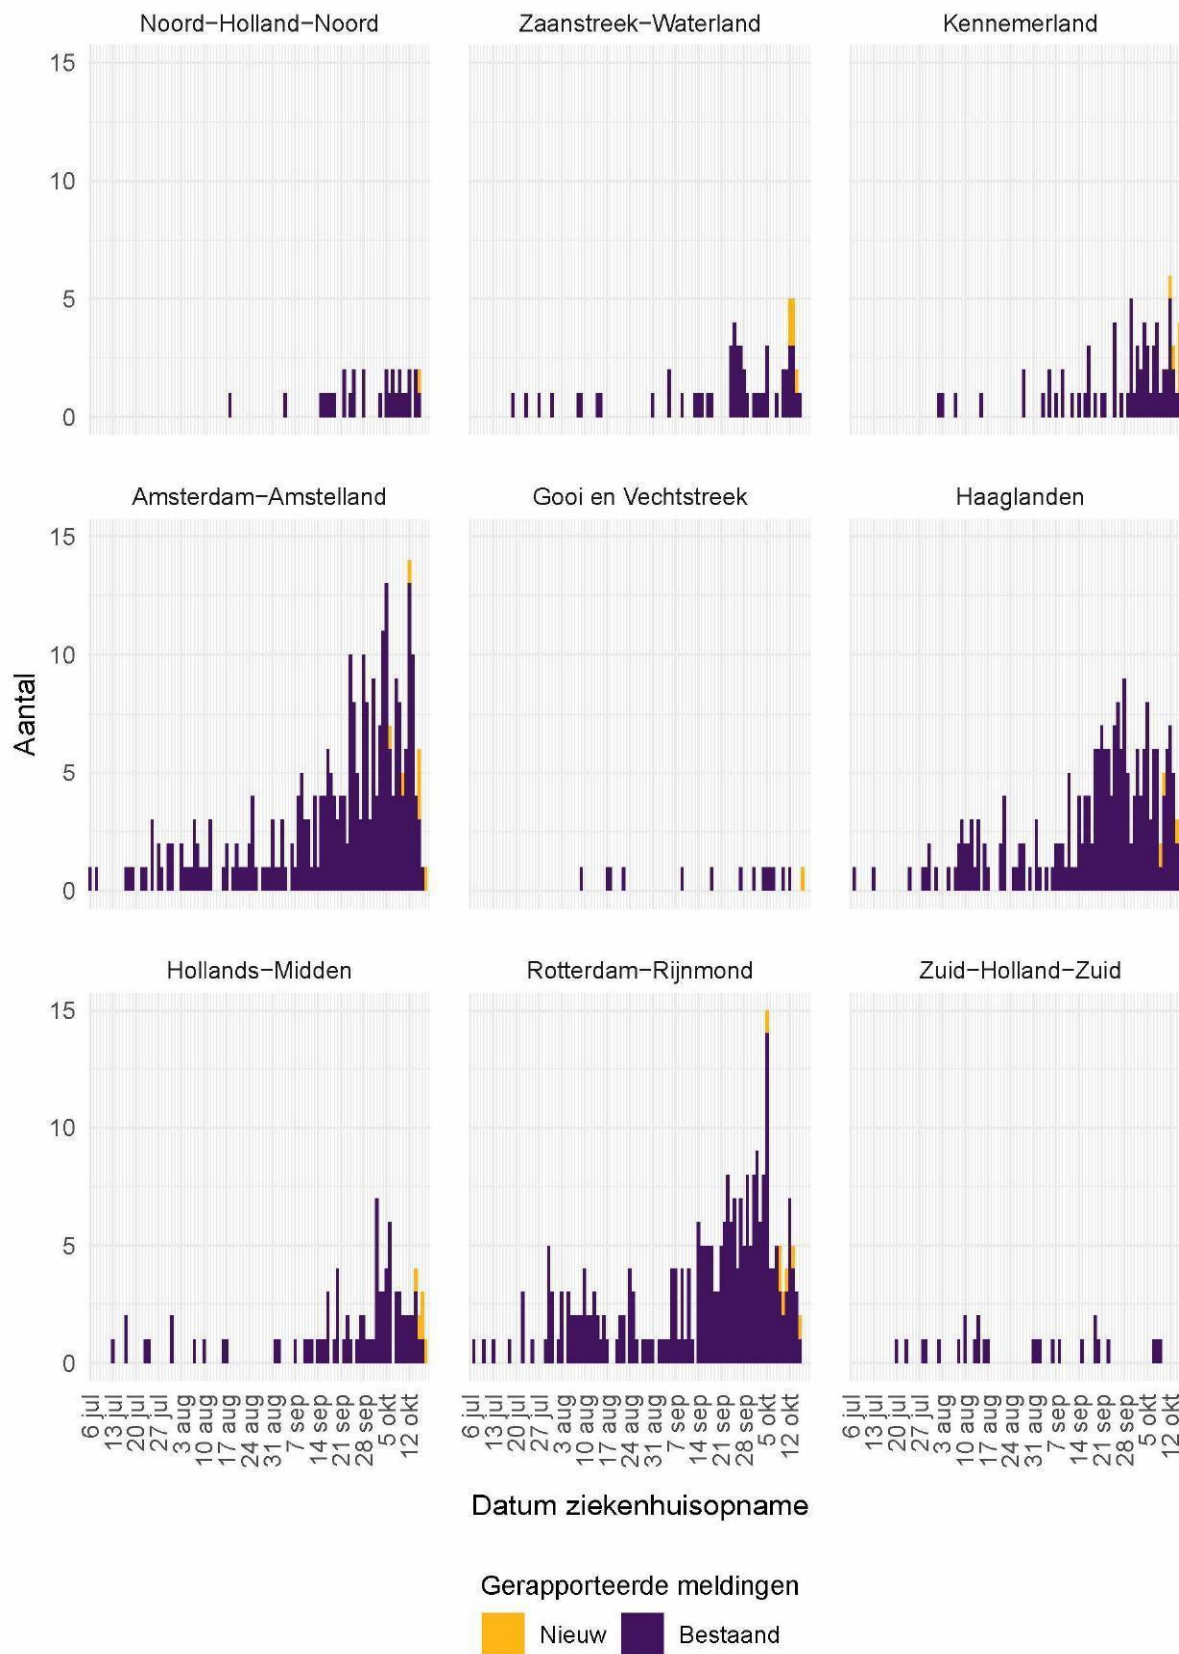 Noord−Holland−Noord
Zaanstreek−Waterland
Kennemerland
15
10
5
0
Amsterdam−Amstelland
Gooi en Vechtstreek
Haaglanden
15
10
5
0
Aantal
Hollands−Midden
Rotterdam−Rijnmond
Zuid−Holland−Zuid
15
10
5
0
6 jul
13 jul
20 jul
27 jul
3 aug
10 aug
17 aug
24 aug
31 aug
7 sep
14 sep
21 sep
28 sep
5 okt
12 okt
6 jul
13 jul
20 jul
27 jul
3 aug
10 aug
17 aug
24 aug
31 aug
7 sep
14 sep
21 sep
28 sep
5 okt
12 okt
6 jul
13 jul
20 jul
27 jul
3 aug
10 aug
17 aug
24 aug
31 aug
7 sep
14 sep
21 sep
28 sep
5 okt
12 okt
Datum ziekenhuisopname
Gerapporteerde meldingen
Nieuw
Bestaand